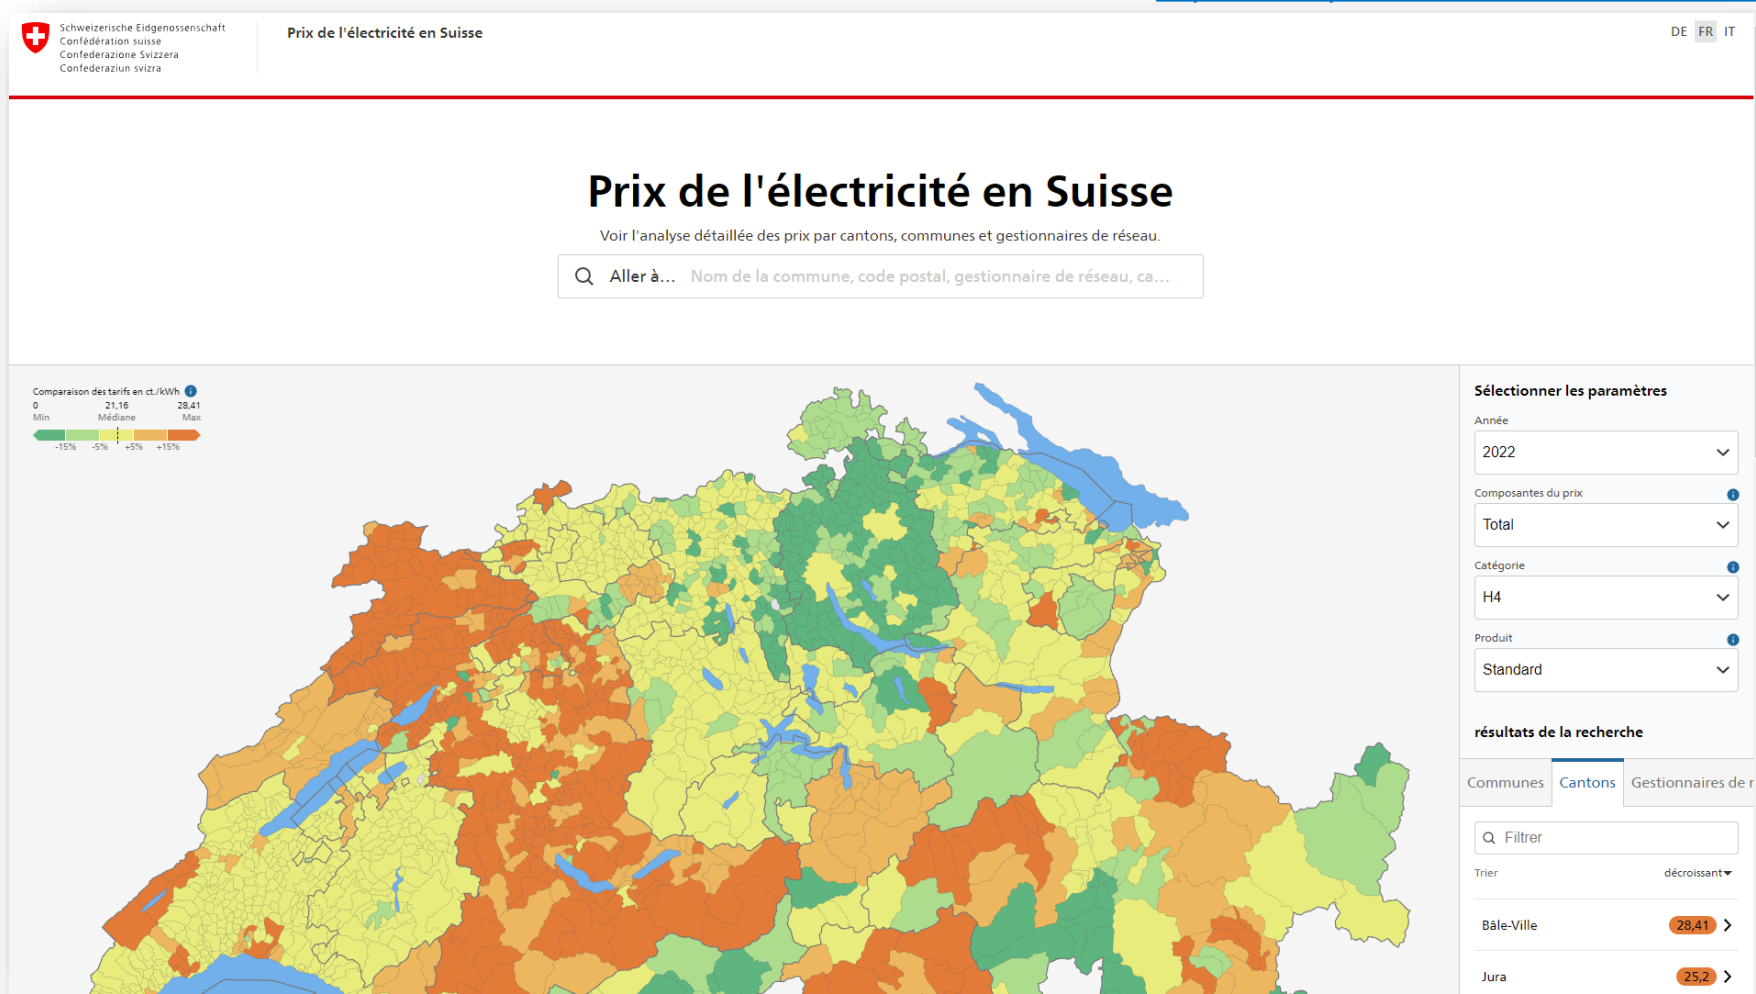 Schweizerische Eidgenossenschaft
Confédération suisse
Confederazione Svizzera
Confederaziun svizra
Prix de l'électricité en Suisse
DE FR IT
Prix de l'électricité en Suisse
Voir l'analyse détaillée des prix par cantons, communes et gestionnaires de réseau.
Aller à... Nom de la commune, code postal, gestionnaire de réseau, ca...
Comparaison des tarifs en ct./kWh
0 21,16 28,41
Min Médiane Max
-15% -5% +5% +15%
Sélectionner les paramètres
Année
2022
Composantes du prix
Total
Catégorie
H4
Produit
Standard
résultats de la recherche
Communes Cantons Gestionnaires de r
Filtrer
Trier décroissant
Bâle-Ville 28,41
Jura 25,2